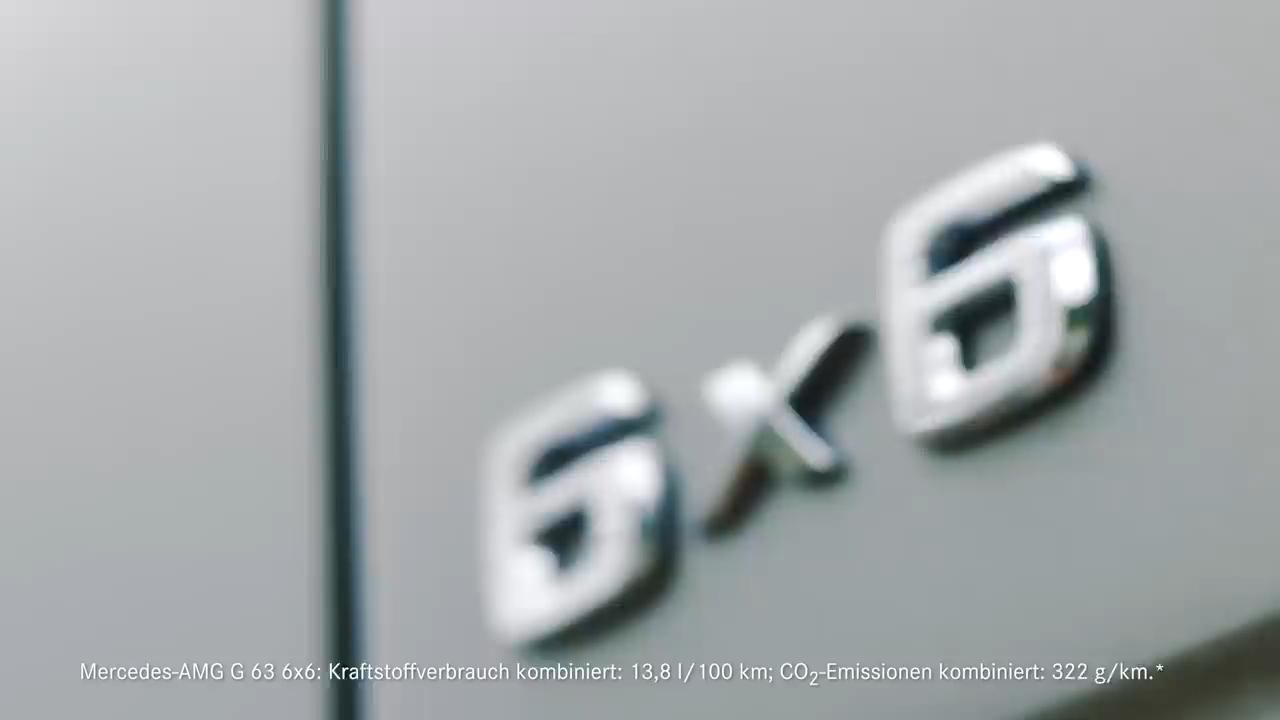 6x6
Mercedes-AMG G 63 6x6: Kraftstoffverbrauch kombiniert: 13,8 l/100 km; CO₂-Emissionen kombiniert: 322 g/km.*